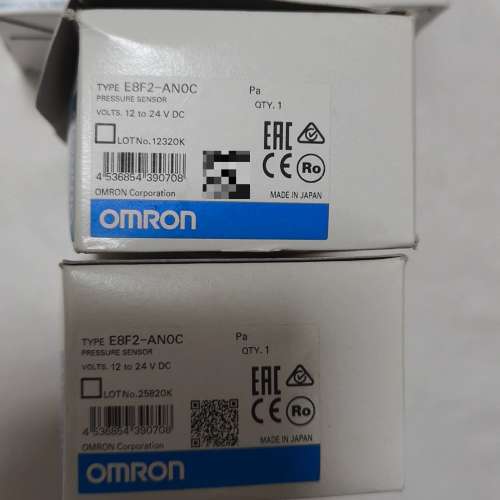 TYPE E8F2-AN0C Pa
PRESSURE SENSOR QTY. 1
VOLTS. 12 to 24 V DC
LOT No.12320K
EAC
CE Ro
4 536854 390708
OMRON Corporation MADE IN JAPAN
OMRON
TYPE E8F2-AN0C Pa
PRESSURE SENSOR QTY. 1
VOLTS. 12 to 24 V DC
LOT No.25820K
EAC
CE Ro
4 536854 390708
OMRON Corporation MADE IN JAPAN
OMRON